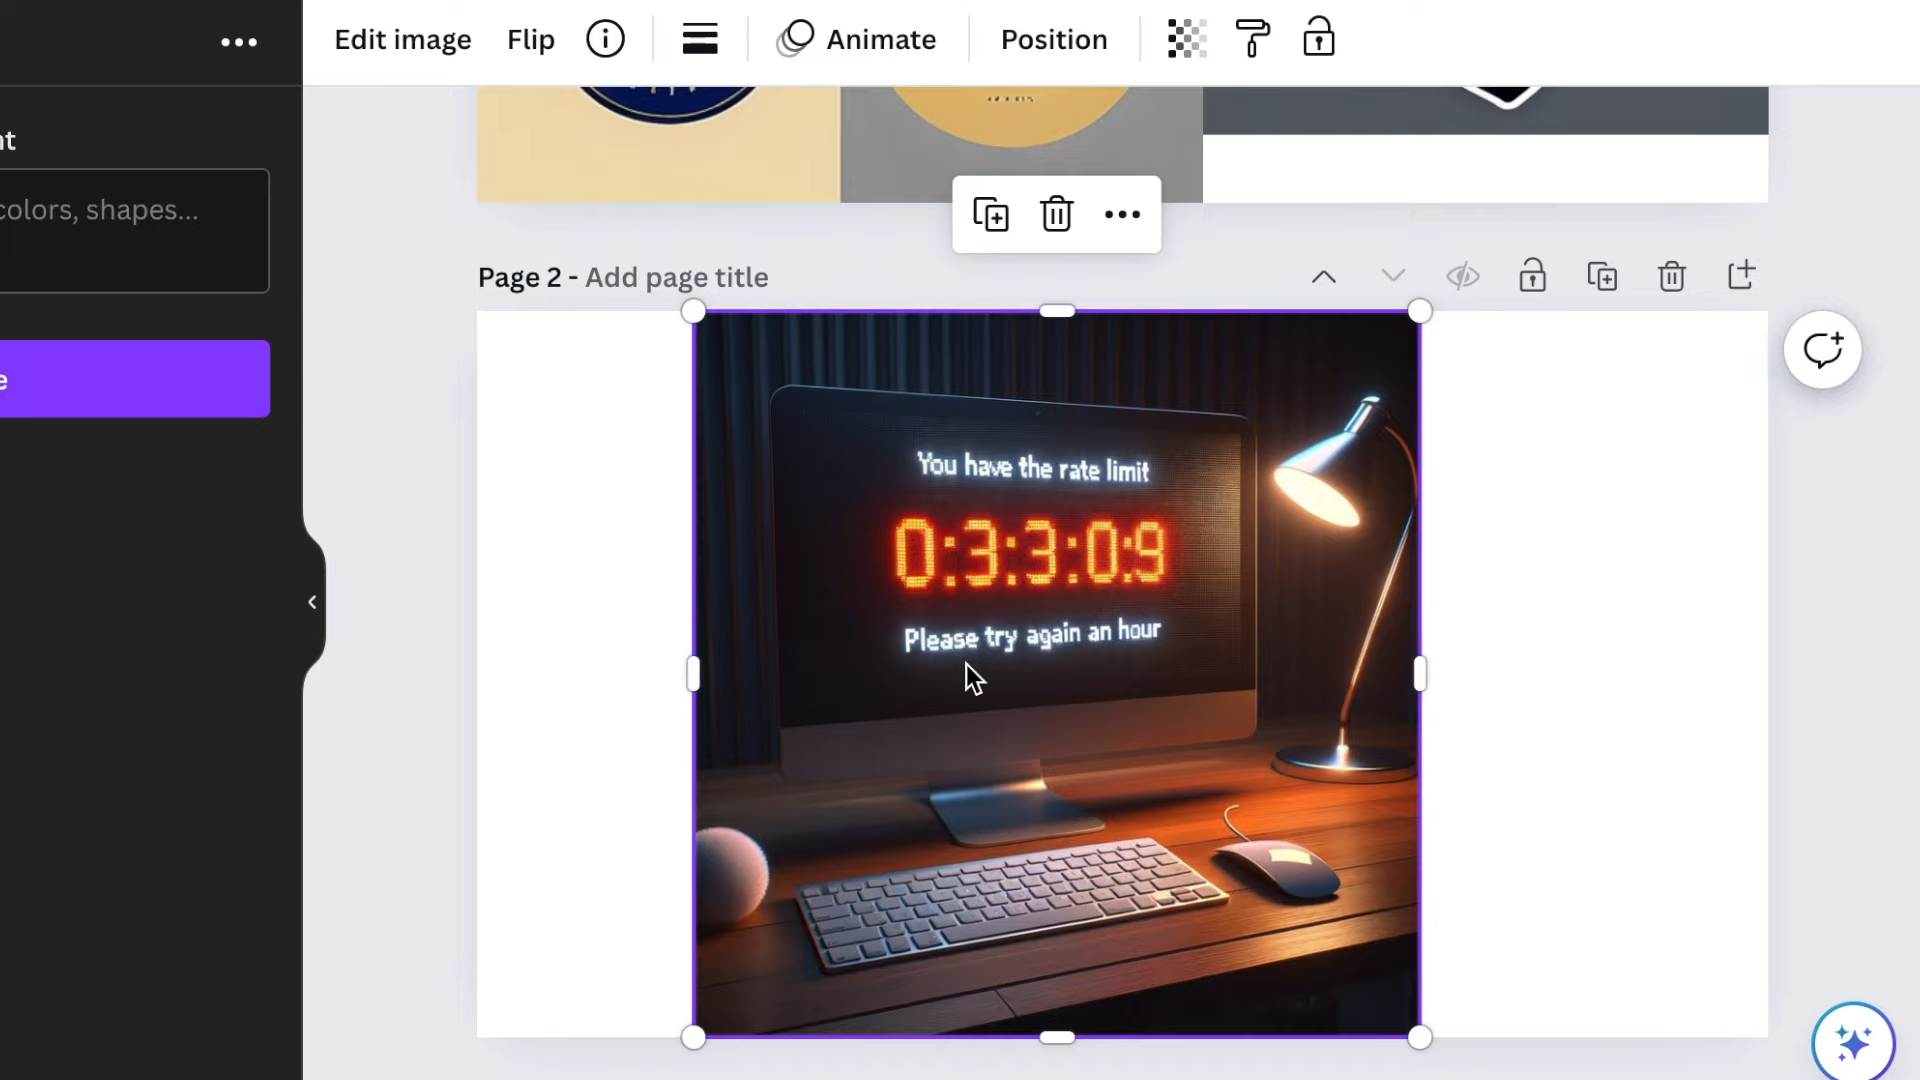 Edit image
Flip
Animate
Position
nt
colors, shapes...
e
Page 2 - Add page title
You have the rate limit
0:3:3:0:9
Please try again an hour